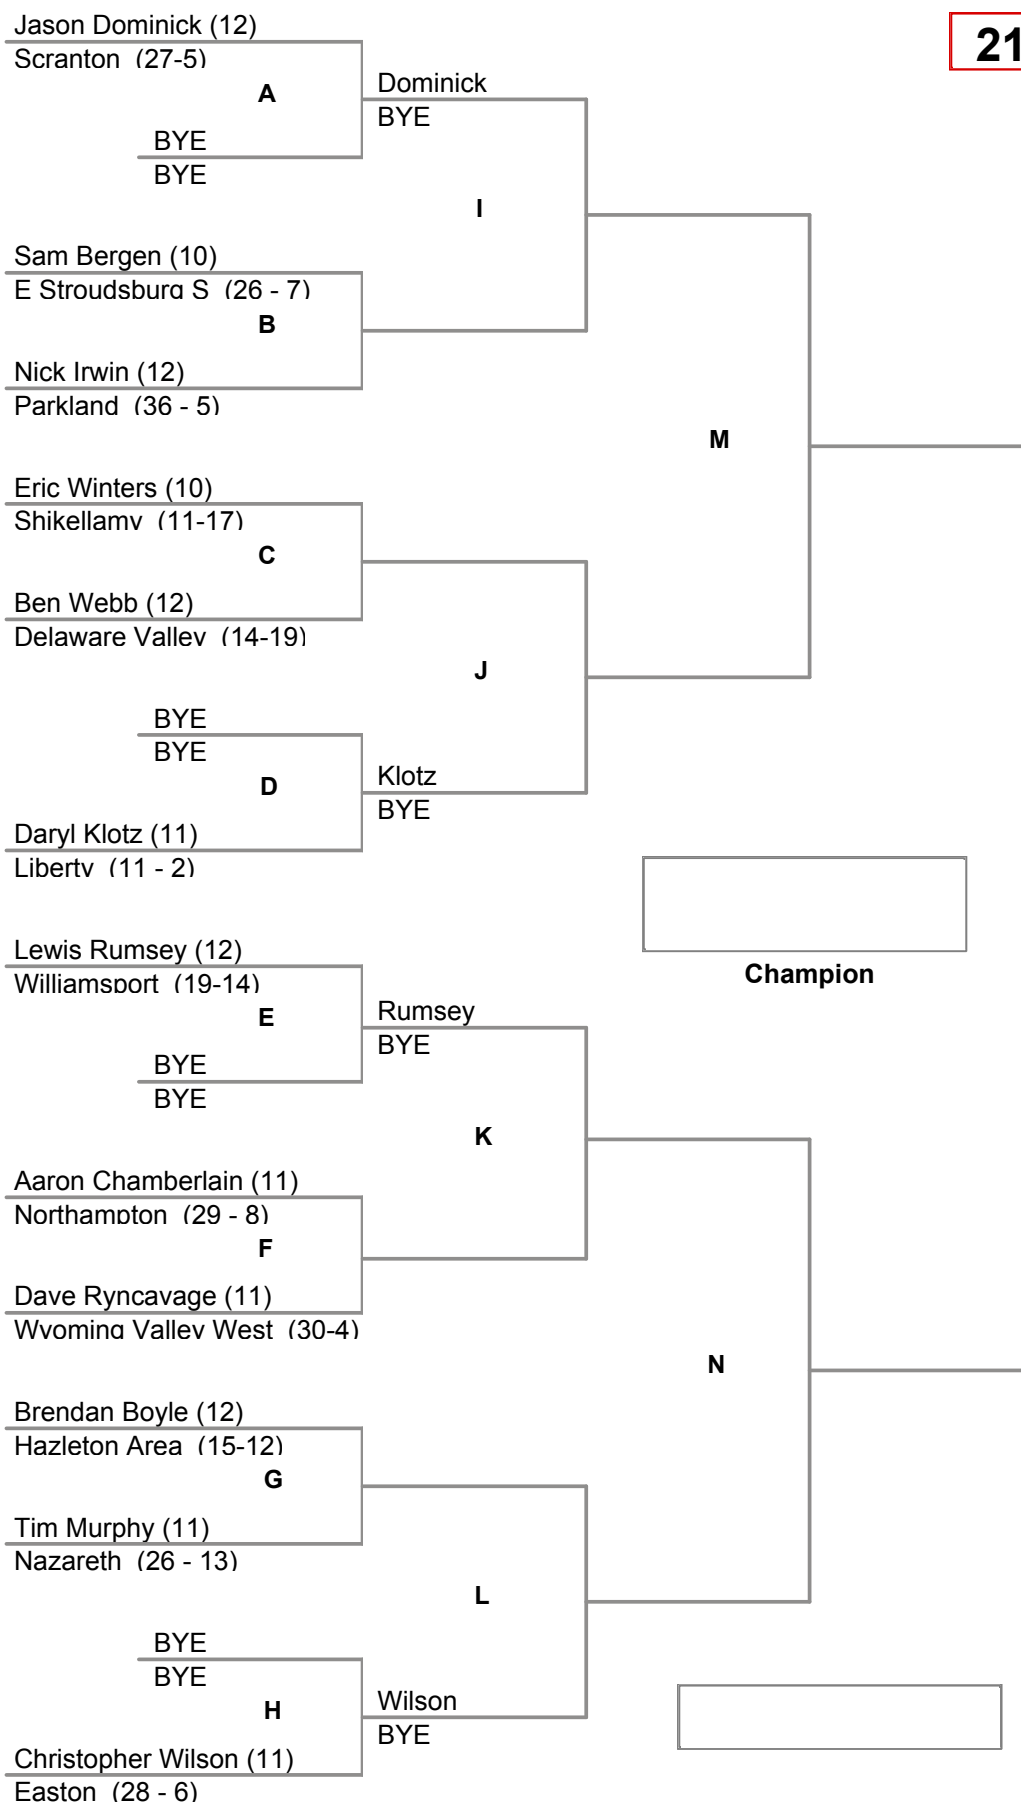 Jason Dominick (12)
21
Scranton (27-5)
Dominick
A
BYE
BYE
BYE
I
Sam Bergen (10)
E Stroudsburg S (26 - 7)
B
Nick Irwin (12)
Parkland (36 - 5)
M
Eric Winters (10)
Shikellamy (11-17)
C
Ben Webb (12)
Delaware Valley (14-19)
J
BYE
BYE
Klotz
D
BYE
Daryl Klotz (11)
Liberty (11 - 2)
Lewis Rumsey (12)
Champion
Williamsport (19-14)
Rumsey
E
BYE
BYE
BYE
K
Aaron Chamberlain (11)
Northampton (29 - 8)
F
Dave Ryncavage (11)
Wyoming Valley West (30-4)
N
Brendan Boyle (12)
Hazleton Area (15-12)
G
Tim Murphy (11)
Nazareth (26 - 13)
L
BYE
BYE
Wilson
H
BYE
Christopher Wilson (11)
Easton (28 - 6)